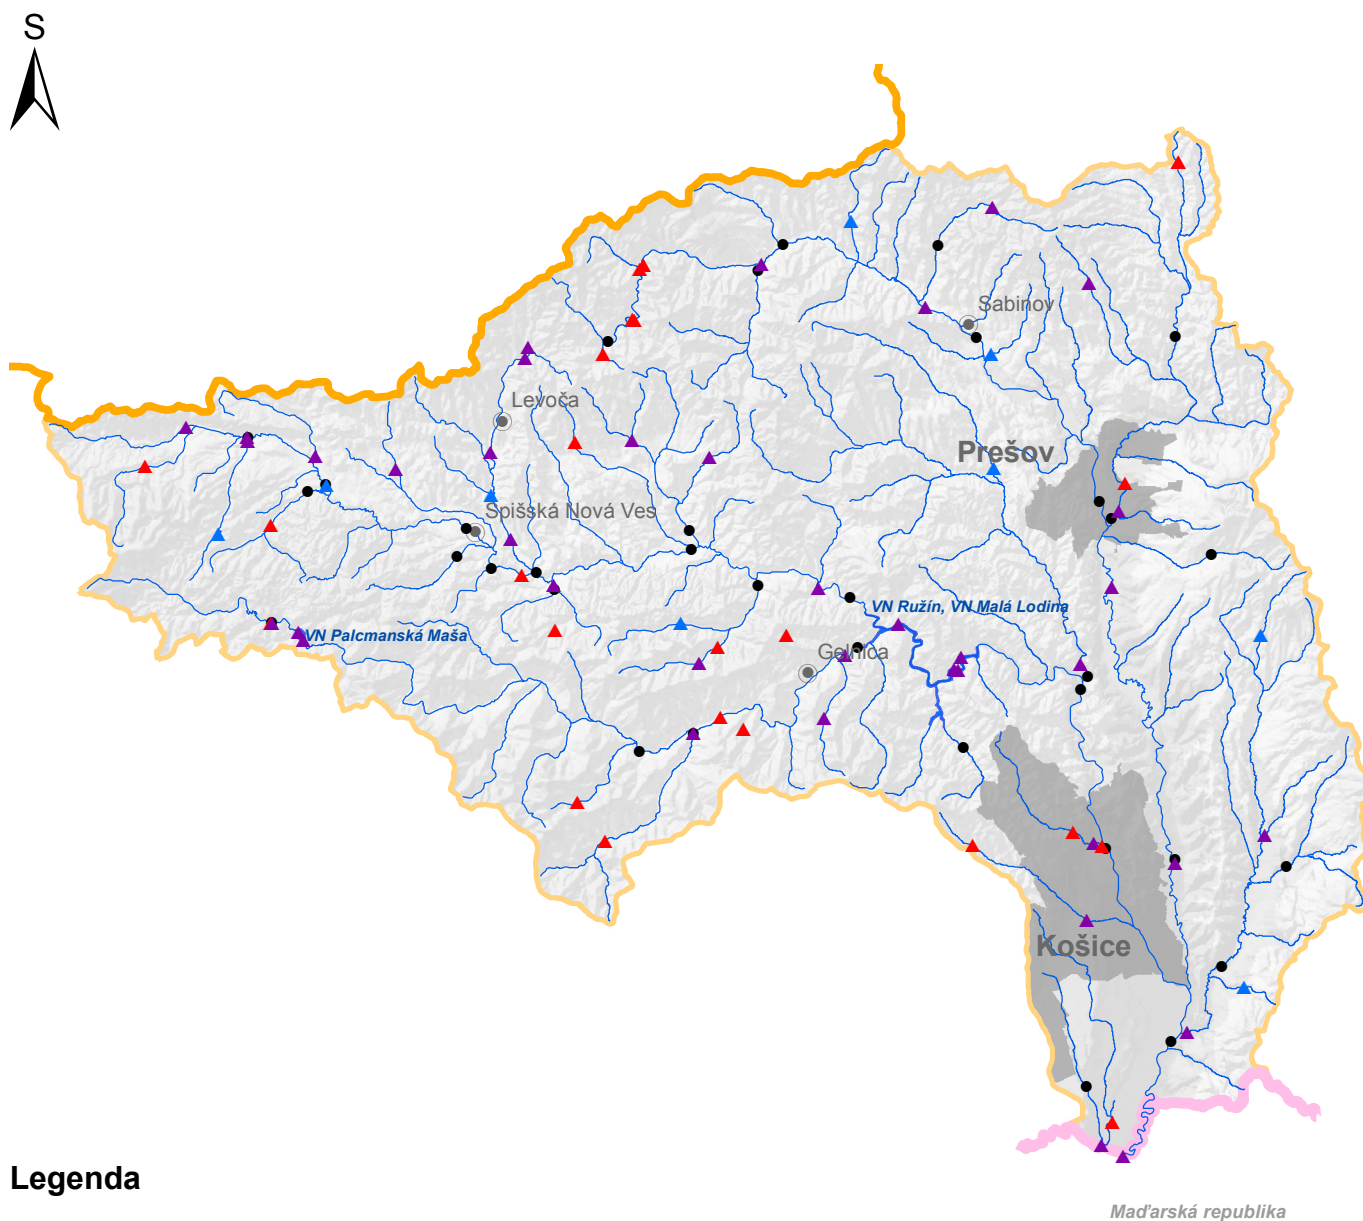 S
Sabinov
Levoča
Prešov
Spišská Nová Ves
VN Ružín, VN Malá Lodina
VN Palcmanská Maša
Gelnica
Košice
Legenda
Maďarská republika